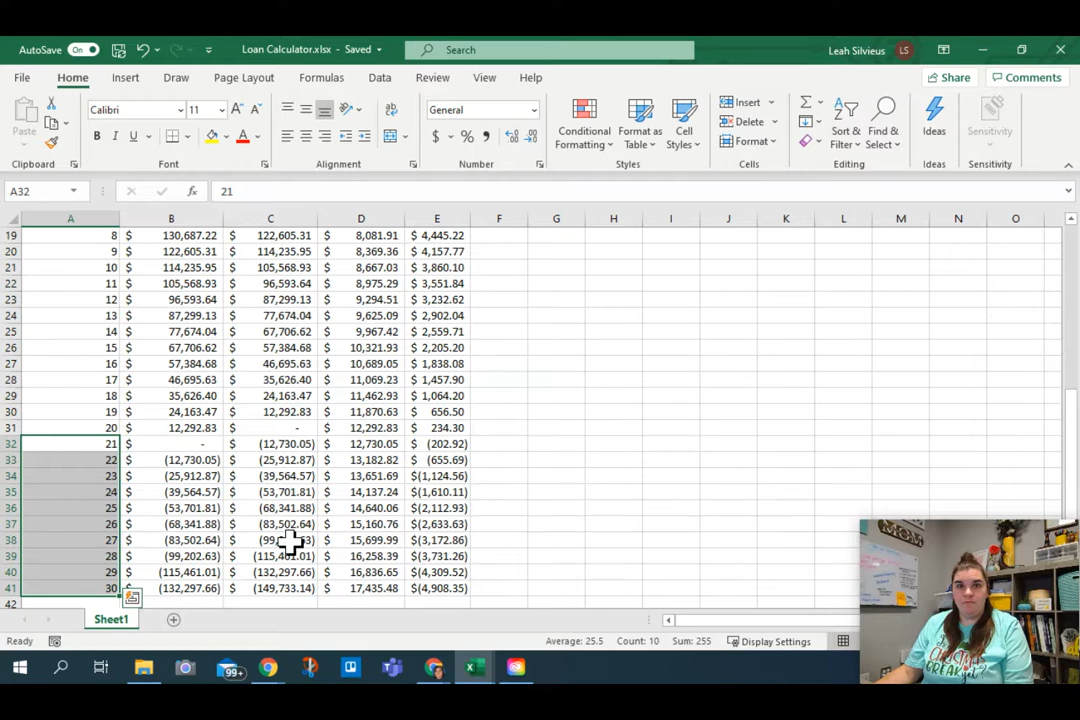 AutoSave On Loan Calculator.xlsx - Saved Search Leah Silvieus LS
File Home Insert Draw Page Layout Formulas Data Review View Help Share Comments
Paste Calibri 11 A A ab General Conditional Formatting Format as Table Cell Styles Insert Delete Format Sort & Filter Find & Select Ideas Sensitivity
B I U A $ % 9
Clipboard Font Alignment Number Styles Cells Editing Ideas Sensitivity
A32 fx 21
A B C D E F G H I J K L M N O
19 8 $ 130,687.22 $ 122,605.31 $ 8,081.91 $ 4,445.22
20 9 $ 122,605.31 $ 114,235.95 $ 8,369.36 $ 4,157.77
21 10 $ 114,235.95 $ 105,568.93 $ 8,667.03 $ 3,860.10
22 11 $ 105,568.93 $ 96,593.64 $ 8,975.29 $ 3,551.84
23 12 $ 96,593.64 $ 87,299.13 $ 9,294.51 $ 3,232.62
24 13 $ 87,299.13 $ 77,674.04 $ 9,625.09 $ 2,902.04
25 14 $ 77,674.04 $ 67,706.62 $ 9,967.42 $ 2,559.71
26 15 $ 67,706.62 $ 57,384.68 $ 10,321.93 $ 2,205.20
27 16 $ 57,384.68 $ 46,695.63 $ 10,689.05 $ 1,838.08
28 17 $ 46,695.63 $ 35,626.40 $ 11,069.23 $ 1,457.90
29 18 $ 35,626.40 $ 24,163.47 $ 11,462.93 $ 1,064.20
30 19 $ 24,163.47 $ 12,292.83 $ 11,870.63 $ 656.50
31 20 $ 12,292.83 $ - $ 12,292.83 $ 234.30
32 21 $ - $ (12,730.05) $ 12,730.05 $ (202.92)
33 22 $ (12,730.05) $ (25,912.87) $ 13,182.82 $ (655.69)
34 23 $ (25,912.87) $ (39,564.57) $ 13,651.69 $(1,124.56)
35 24 $ (39,564.57) $ (53,701.81) $ 14,137.24 $(1,610.11)
36 25 $ (53,701.81) $ (68,341.88) $ 14,640.06 $(2,112.93)
37 26 $ (68,341.88) $ (83,502.64) $ 15,160.76 $(2,633.63)
38 27 $ (83,502.64) $ $ 15,699.99 $(3,172.86)
39 28 $ (99,202.63) $ $ 16,258.39 $(3,731.26)
40 29 $ (115,461.01) $ (132,297.66) $ 16,836.65 $(4,309.52)
41 30 $ (132,297.66) $ (149,733.14) $ 17,435.48 $(4,908.35)
42
Sheet1
Ready Average: 25.5 Count: 10 Sum: 255 Display Settings
99+